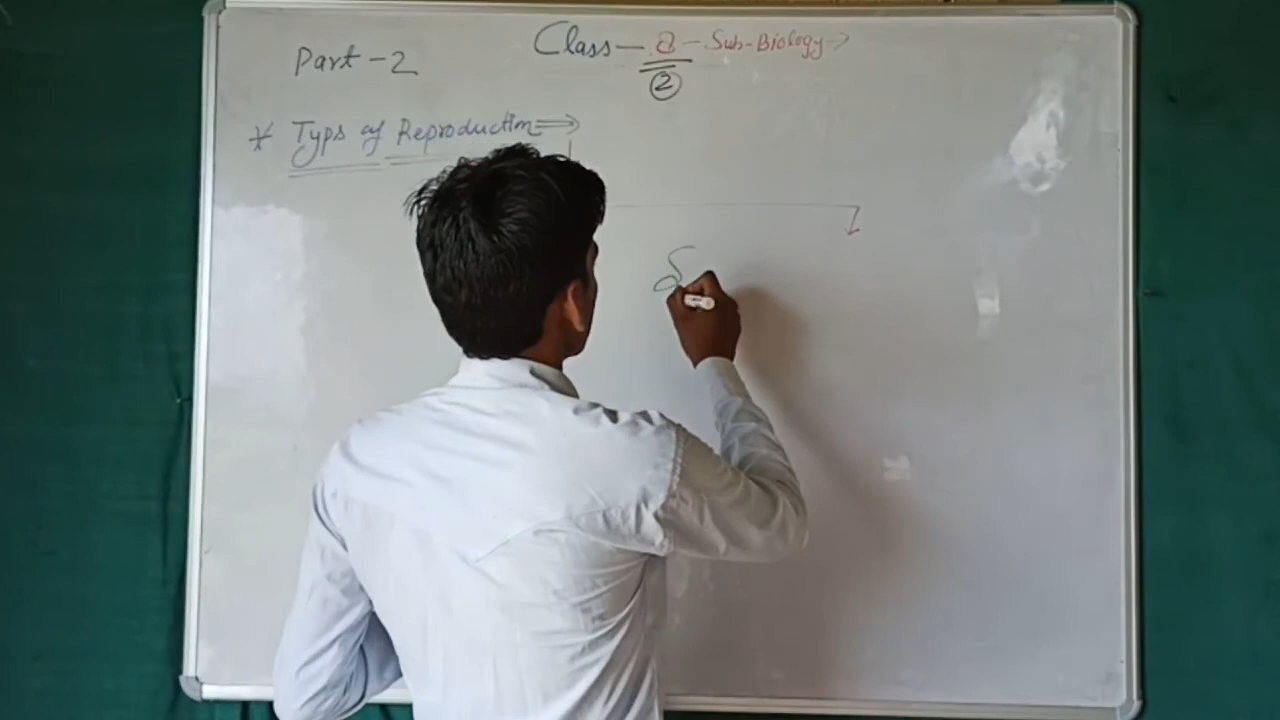 Class - 8 - Sub-Biology →
Part - 2
②
* Typs of Reproduction ⇒
S